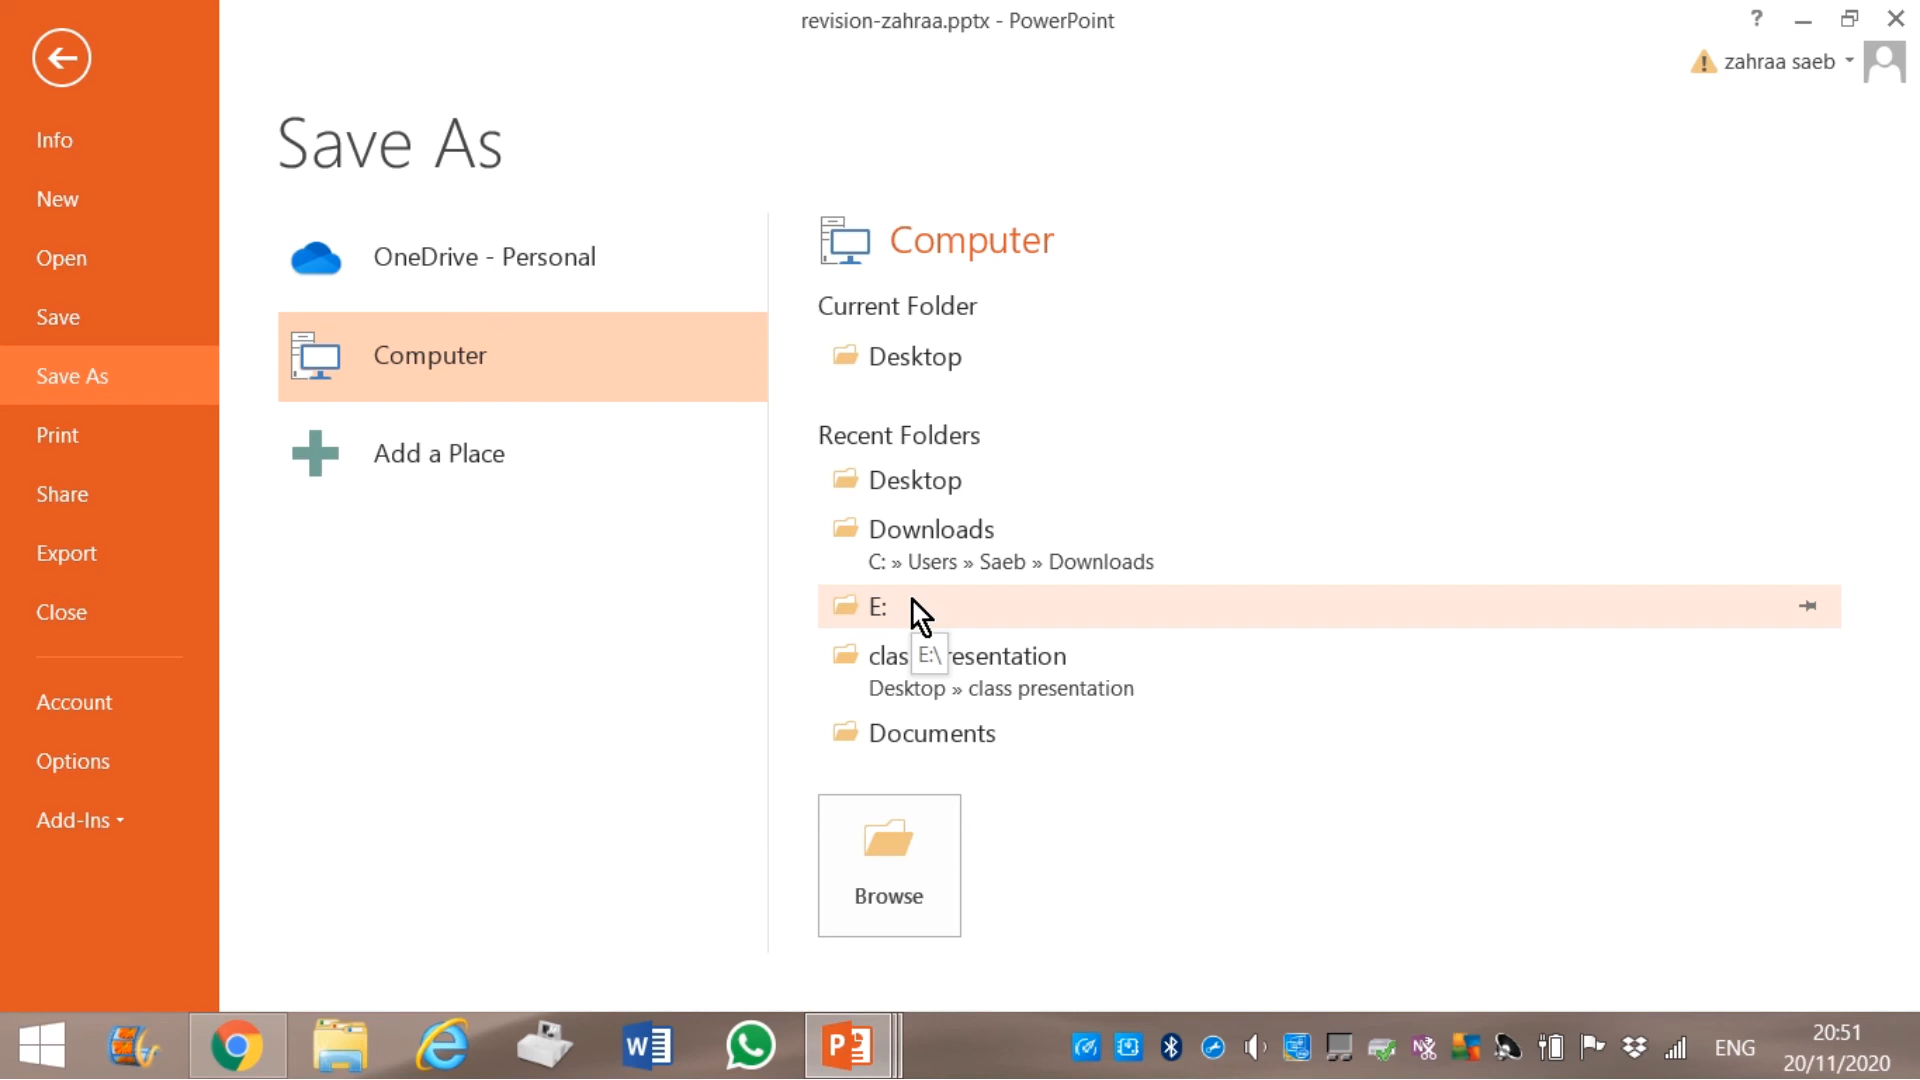 revision-zahraa.pptx - PowerPoint
?
zahraa saeb
Info
New
Open
Save
Save As
Print
Share
Export
Close
Account
Options
Add-Ins
Save As
OneDrive - Personal
Computer
Add a Place
Computer
Current Folder
Desktop
Recent Folders
Desktop
Downloads
C: » Users » Saeb » Downloads
E:
E:\
clas resentation
Desktop » class presentation
Documents
Browse
ENG
20:51
20/11/2020